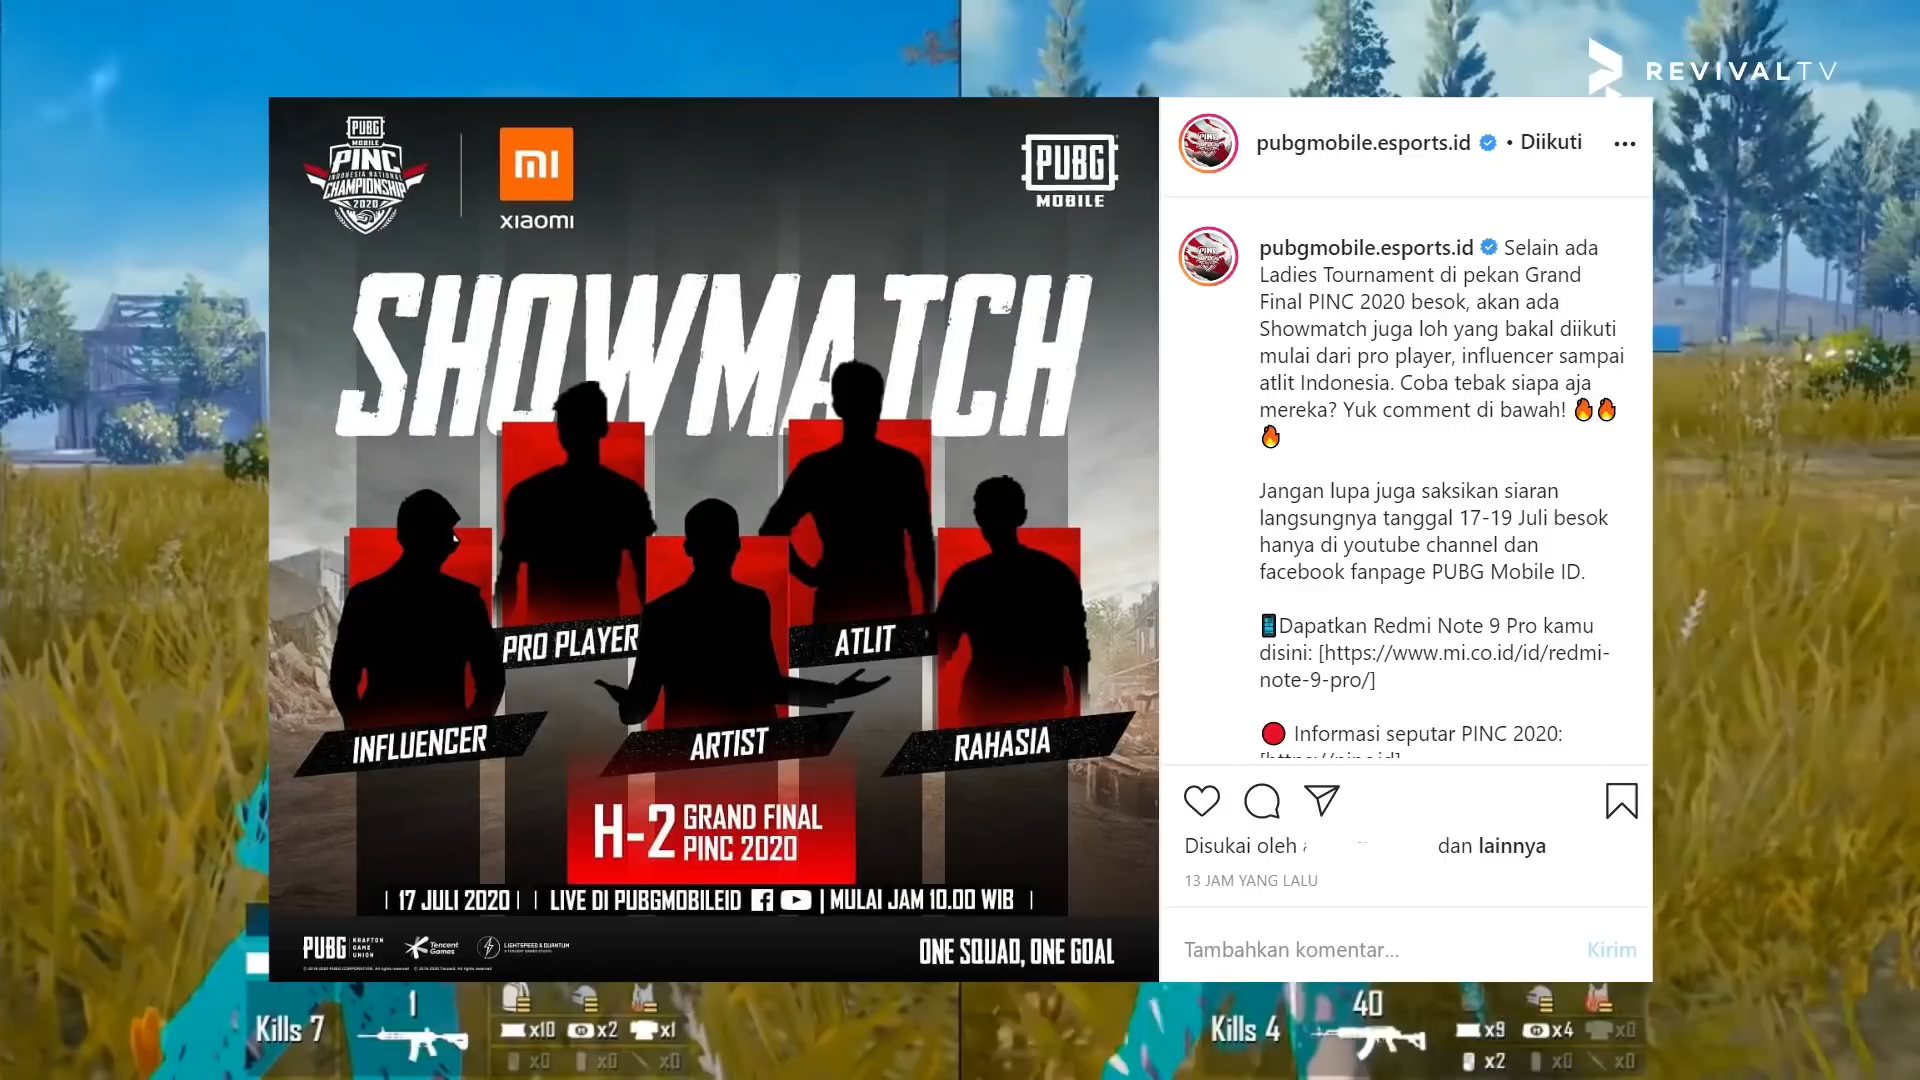 REVIVALTV
PUBG
MOBILE
PINC
INDONESIA NATIONAL
CHAMPIONSHIP
2020
mi
xiaomi
PUBG
MOBILE
SHOWMATCH
PRO PLAYER
ATLIT
INFLUENCER
ARTIST
RAHASIA
H-2 GRAND FINAL
PINC 2020
| 17 JULI 2020 | | LIVE DI PUBGMOBILEID | MULAI JAM 10.00 WIB |
PUBG KRAFTON
GAME
UNION
Tencent
Games
LIGHTSPEED & QUANTUM
ONE SQUAD, ONE GOAL
pubgmobile.esports.id • Diikuti
pubgmobile.esports.id Selain ada
Ladies Tournament di pekan Grand
Final PINC 2020 besok, akan ada
Showmatch juga loh yang bakal diikuti
mulai dari pro player, influencer sampai
atlit Indonesia. Coba tebak siapa aja
mereka? Yuk comment di bawah! 🔥🔥
🔥
Jangan lupa juga saksikan siaran
langsungnya tanggal 17-19 Juli besok
hanya di youtube channel dan
facebook fanpage PUBG Mobile ID.
📱Dapatkan Redmi Note 9 Pro kamu
disini: [https://www.mi.co.id/id/redmi-
note-9-pro/]
🔴 Informasi seputar PINC 2020:
[https://pinc.id]
Disukai oleh dan lainnya
13 JAM YANG LALU
Tambahkan komentar... Kirim
Kills 7
1
x10 x2 x1
x0 x0 x0
Kills 4
40
x9 x4 x0
x2 x0 x0